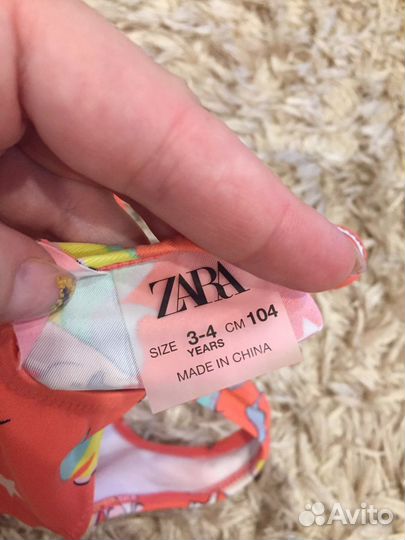 ZARA
SIZE 3-4 YEARS CM 104
MADE IN CHINA
Avito